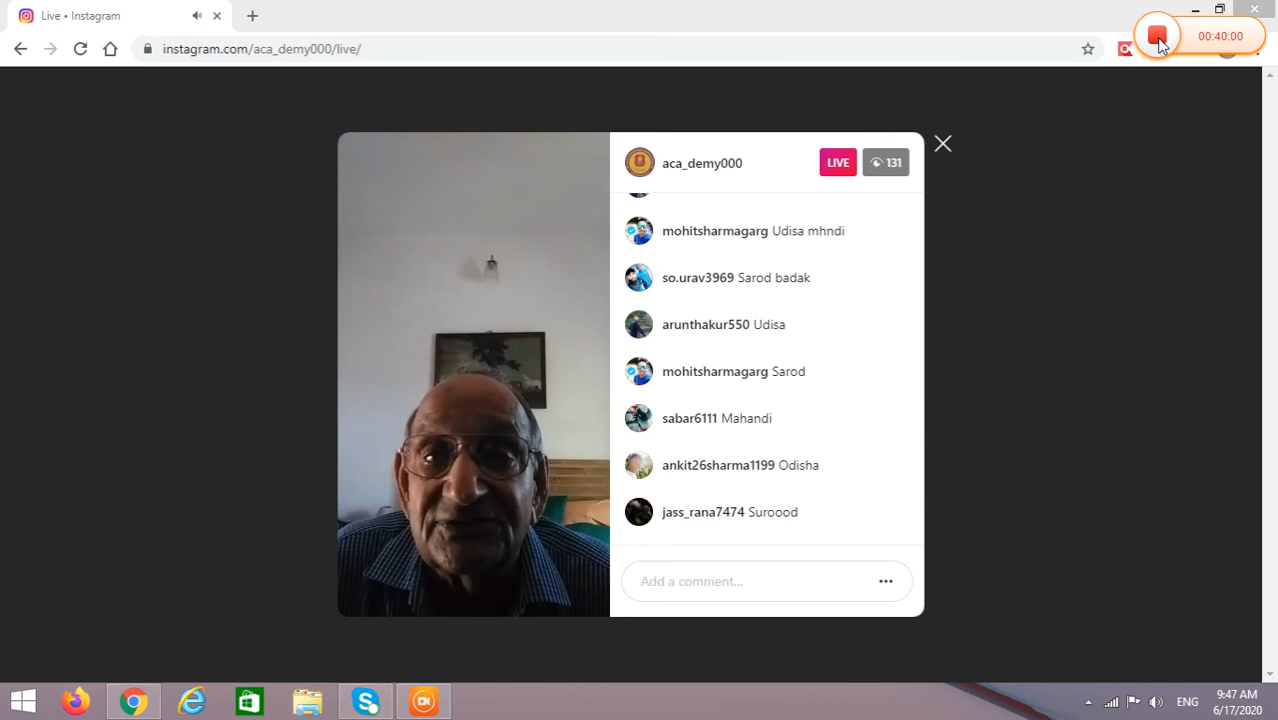 Live • Instagram
00:40:00
instagram.com/aca_demy000/live/
aca_demy000 LIVE 131
mohitsharmagarg Udisa mhndi
so.urav3969 Sarod badak
arunthakur550 Udisa
mohitsharmagarg Sarod
sabar6111 Mahandi
ankit26sharma1199 Odisha
jass_rana7474 Suroood
Add a comment...
ENG
9:47 AM
6/17/2020